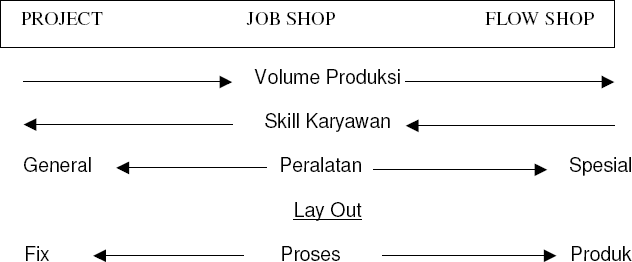 PROJECT JOB SHOP FLOW SHOP
Volume Produksi
Skill Karyawan
General Peralatan Spesial
Lay Out
Fix Proses Produk